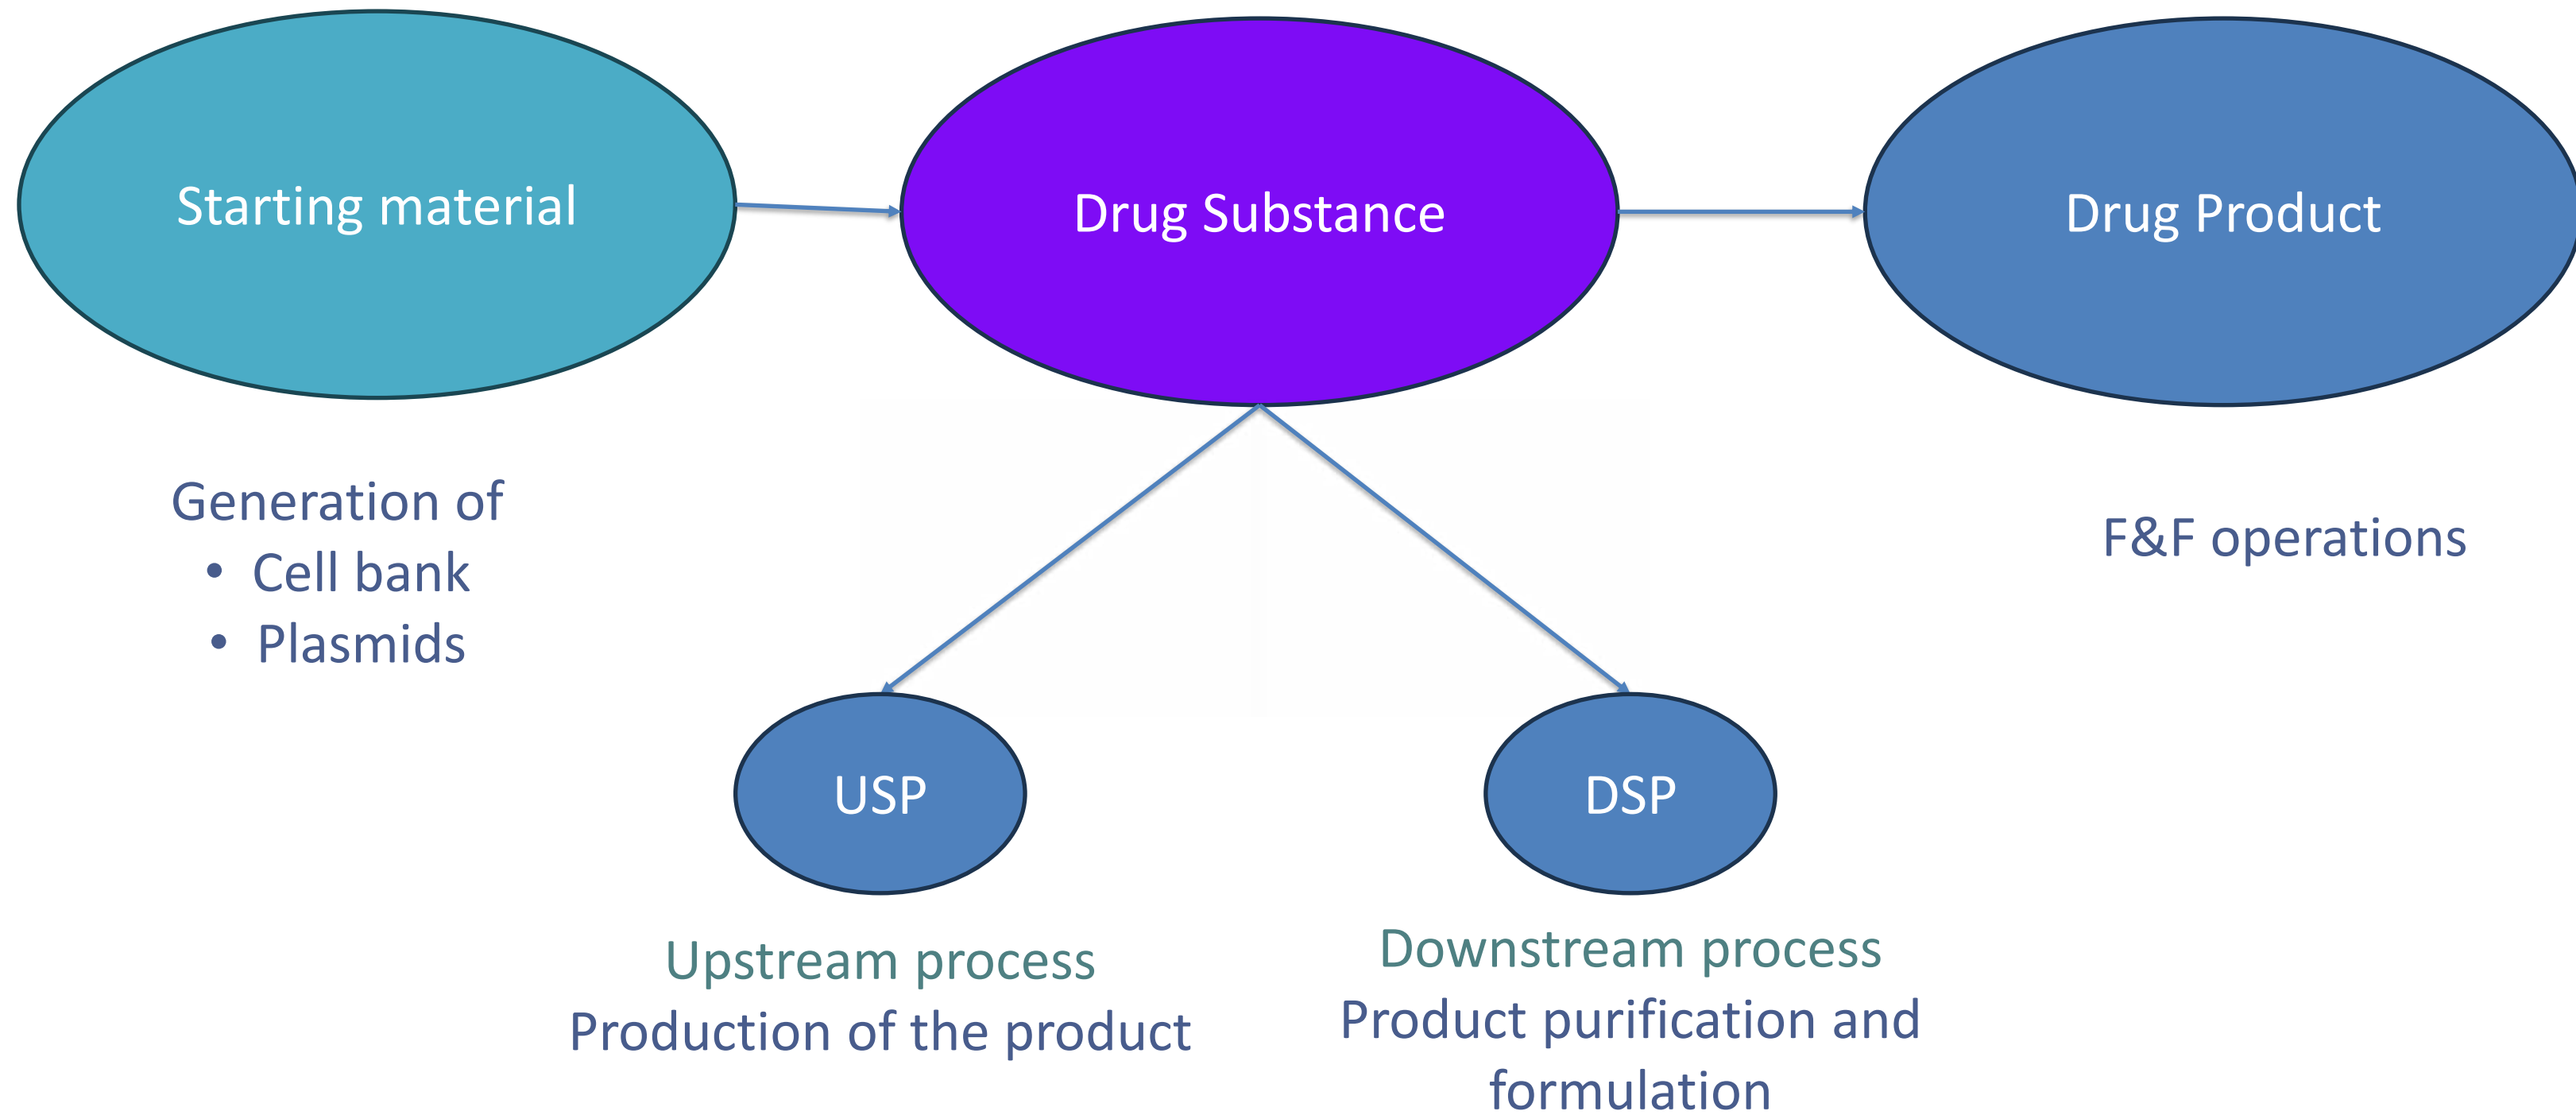 Starting material
Drug Substance
Drug Product
Generation of
• Cell bank
• Plasmids
F&F operations
USP
DSP
Upstream process
Production of the product
Downstream process
Product purification and
formulation